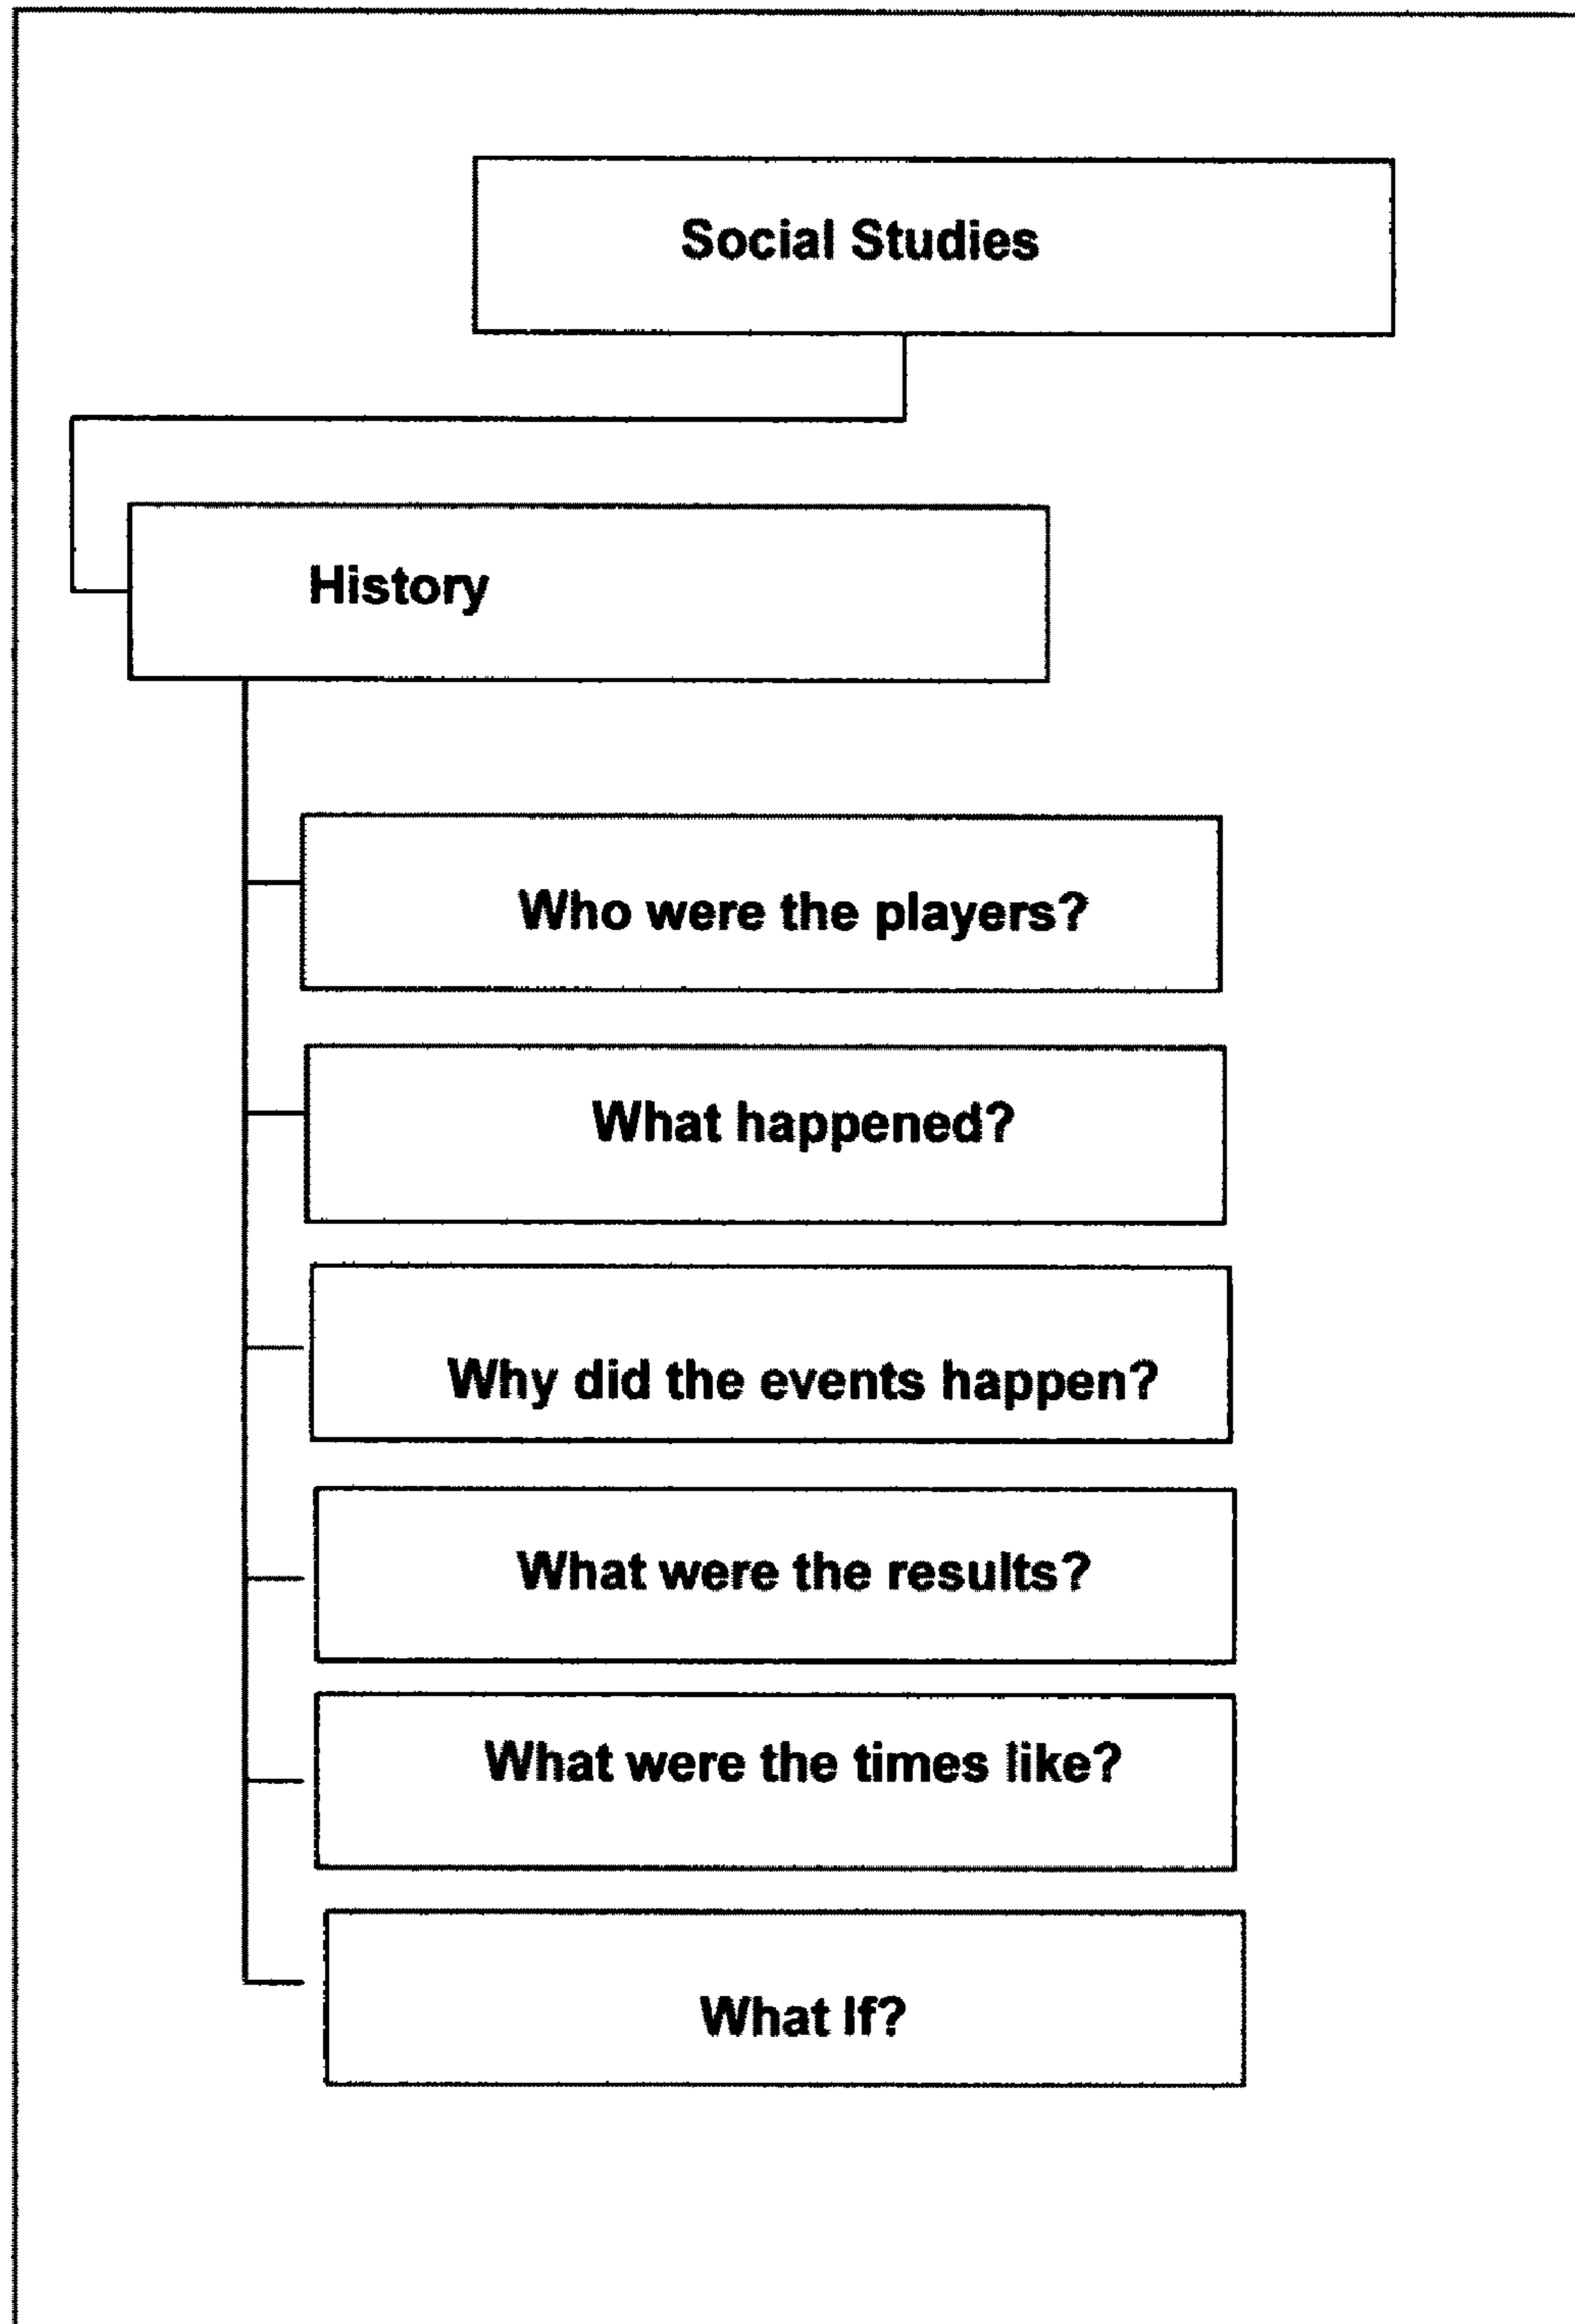 Social Studies
History
Who were the players?
What happened?
Why did the events happen?
What were the results?
What were the times like?
What If?